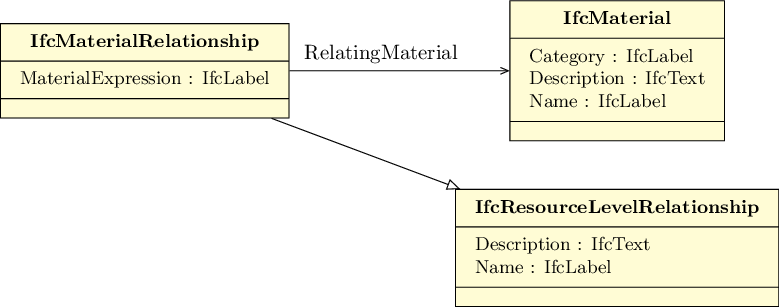 IfcMaterialRelationship
MaterialExpression : IfcLabel
RelatingMaterial
IfcMaterial
Category : IfcLabel
Description : IfcText
Name : IfcLabel
IfcResourceLevelRelationship
Description : IfcText
Name : IfcLabel